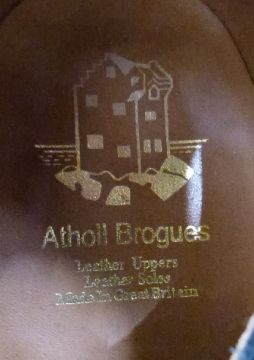 Atholl Brogues
Leather Uppers
Leather Soles
Made In Great Britain